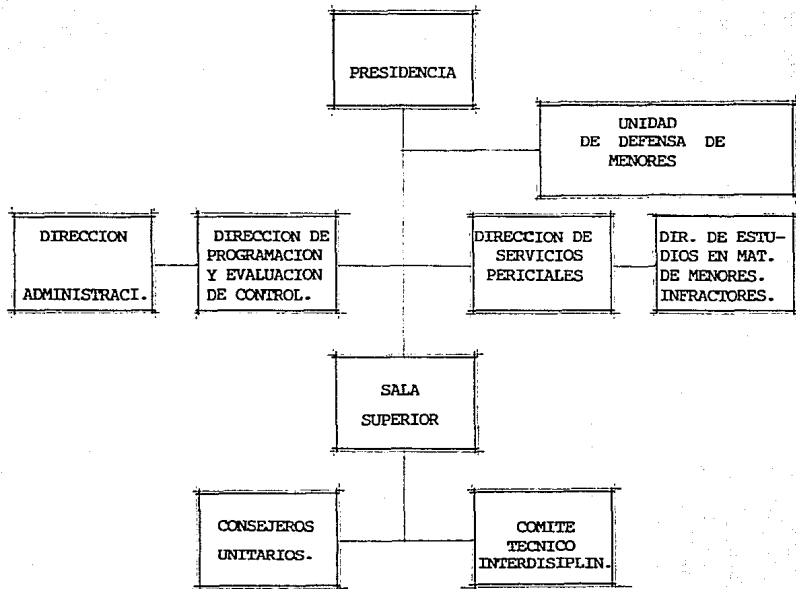 PRESIDENCIA
UNIDAD
DE DEFENSA DE
MENORES
DIRECCION
ADMINISTRACI.
DIRECCION DE
PROGRAMACION
Y EVALUACION
DE CONTROL.
DIRECCION DE
SERVICIOS
PERICIALES
DIR. DE ESTU-
DIOS EN MAT.
DE MENORES.
INFRACTORES.
SALA
SUPERIOR
CONSEJEROS
UNITARIOS.
COMITE
TECNICO
INTERDISIPLIN.